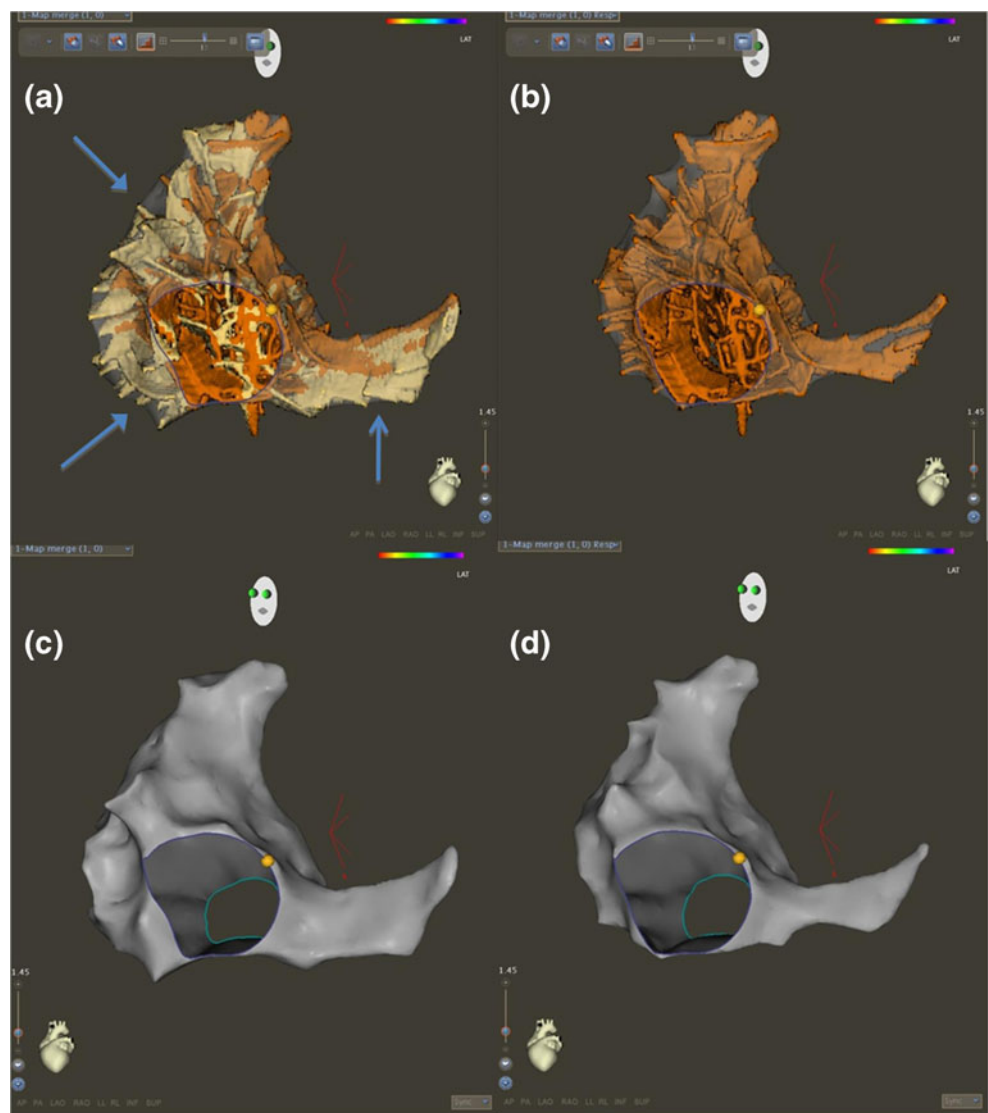 1-Map merge (1, 0)
LAT
(a)
1.45
AP PA LAO RAO LL RL INF SUP
1-Map merge (1, 0) Resp
LAT
(b)
1.45
AP PA LAO RAO LL RL INF SUP
1-Map merge (1, 0)
LAT
(c)
1.45
AP PA LAO RAO LL RL INF SUP
Sync
1-Map merge (1, 0) Resp
LAT
(d)
1.45
AP PA LAO RAO LL RL INF SUP
Sync